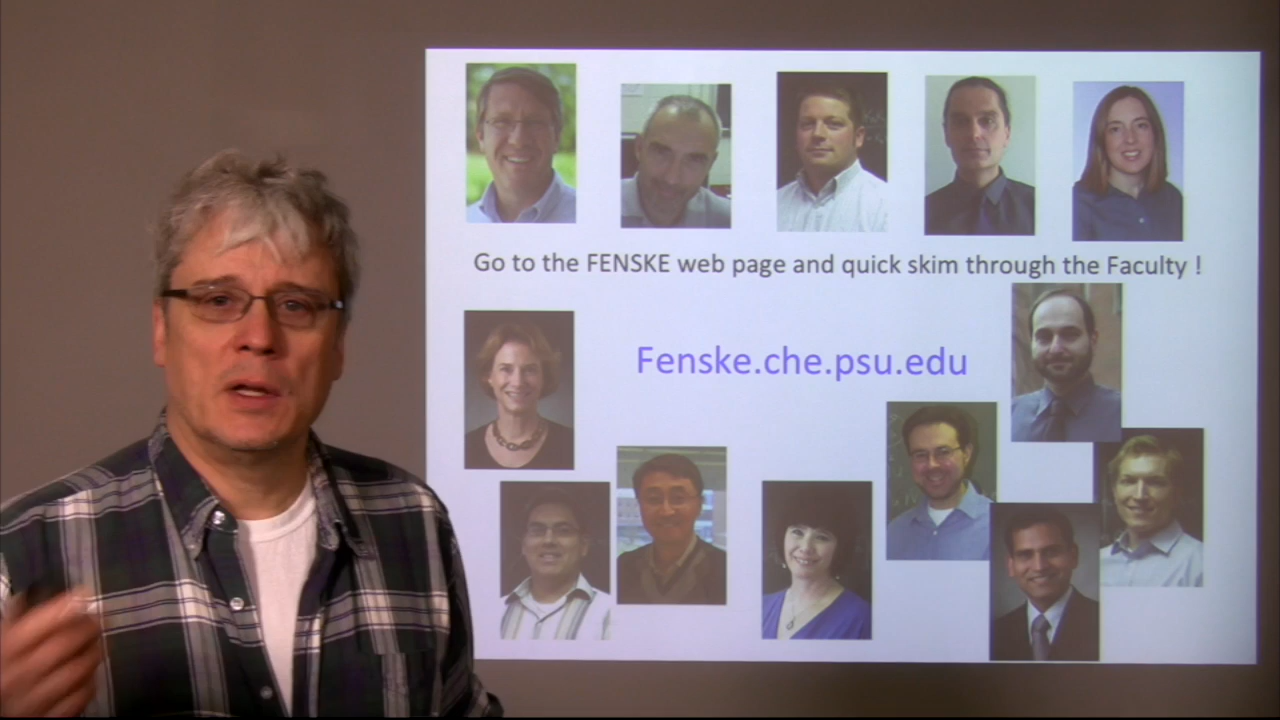 Go to the FENSKE web page and quick skim through the Faculty !
Fenske.che.psu.edu